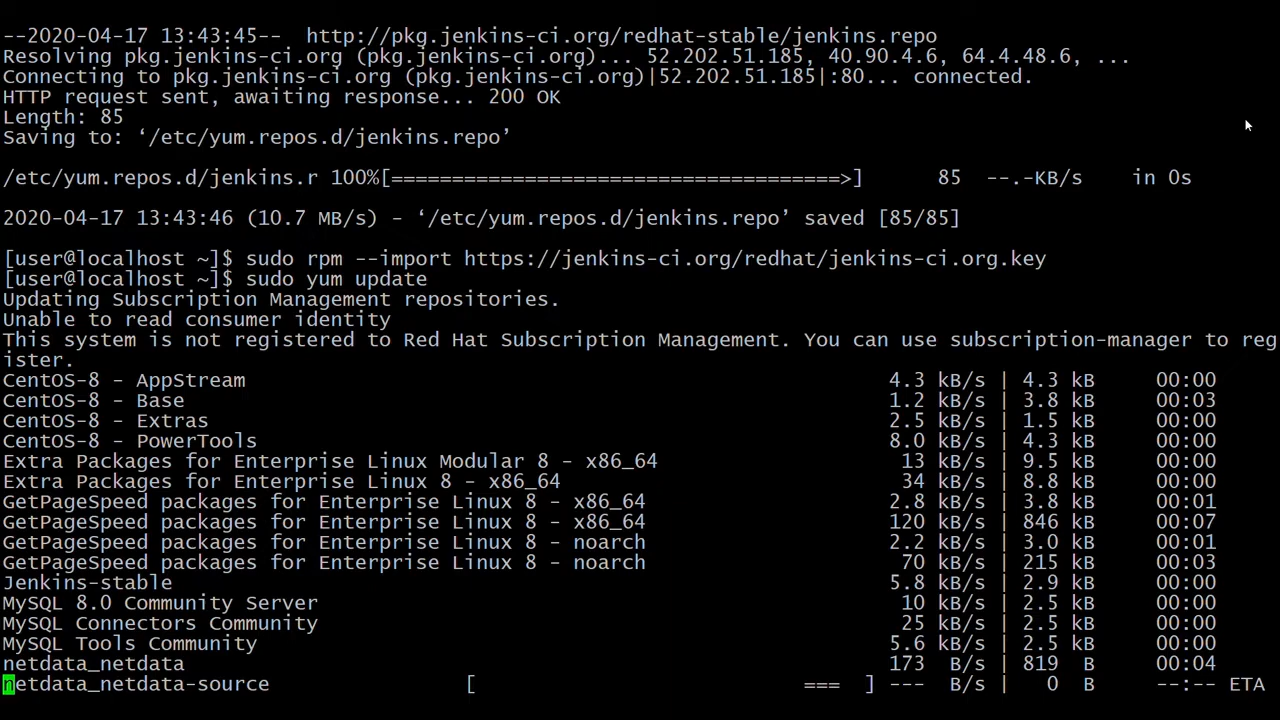 --2020-04-17 13:43:45--  http://pkg.jenkins-ci.org/redhat-stable/jenkins.repo
Resolving pkg.jenkins-ci.org (pkg.jenkins-ci.org)... 52.202.51.185, 40.90.4.6, 64.4.48.6, ...
Connecting to pkg.jenkins-ci.org (pkg.jenkins-ci.org)|52.202.51.185|:80... connected.
HTTP request sent, awaiting response... 200 OK
Length: 85
Saving to: ‘/etc/yum.repos.d/jenkins.repo’
/etc/yum.repos.d/jenkins.r 100%[=====================================>]      85  --.-KB/s    in 0s
2020-04-17 13:43:46 (10.7 MB/s) - ‘/etc/yum.repos.d/jenkins.repo’ saved [85/85]
[user@localhost ~]$ sudo rpm --import https://jenkins-ci.org/redhat/jenkins-ci.org.key
[user@localhost ~]$ sudo yum update
Updating Subscription Management repositories.
Unable to read consumer identity
This system is not registered to Red Hat Subscription Management. You can use subscription-manager to reg
ister.
CentOS-8 - AppStream                                     4.3 kB/s | 4.3 kB     00:00
CentOS-8 - Base                                          1.2 kB/s | 3.8 kB     00:03
CentOS-8 - Extras                                        2.5 kB/s | 1.5 kB     00:00
CentOS-8 - PowerTools                                    8.0 kB/s | 4.3 kB     00:00
Extra Packages for Enterprise Linux Modular 8 - x86_64    13 kB/s | 9.5 kB     00:00
Extra Packages for Enterprise Linux 8 - x86_64            34 kB/s | 8.8 kB     00:00
GetPageSpeed packages for Enterprise Linux 8 - x86_64    2.8 kB/s | 3.8 kB     00:01
GetPageSpeed packages for Enterprise Linux 8 - x86_64    120 kB/s | 846 kB     00:07
GetPageSpeed packages for Enterprise Linux 8 - noarch    2.2 kB/s | 3.0 kB     00:01
GetPageSpeed packages for Enterprise Linux 8 - noarch     70 kB/s | 215 kB     00:03
Jenkins-stable                                           5.8 kB/s | 2.9 kB     00:00
MySQL 8.0 Community Server                                10 kB/s | 2.5 kB     00:00
MySQL Connectors Community                                25 kB/s | 2.5 kB     00:00
MySQL Tools Community                                    5.6 kB/s | 2.5 kB     00:00
netdata_netdata                                          173  B/s | 819  B     00:04
netdata_netdata-source                [                           ===  ] ---  B/s |   0  B     --:-- ETA